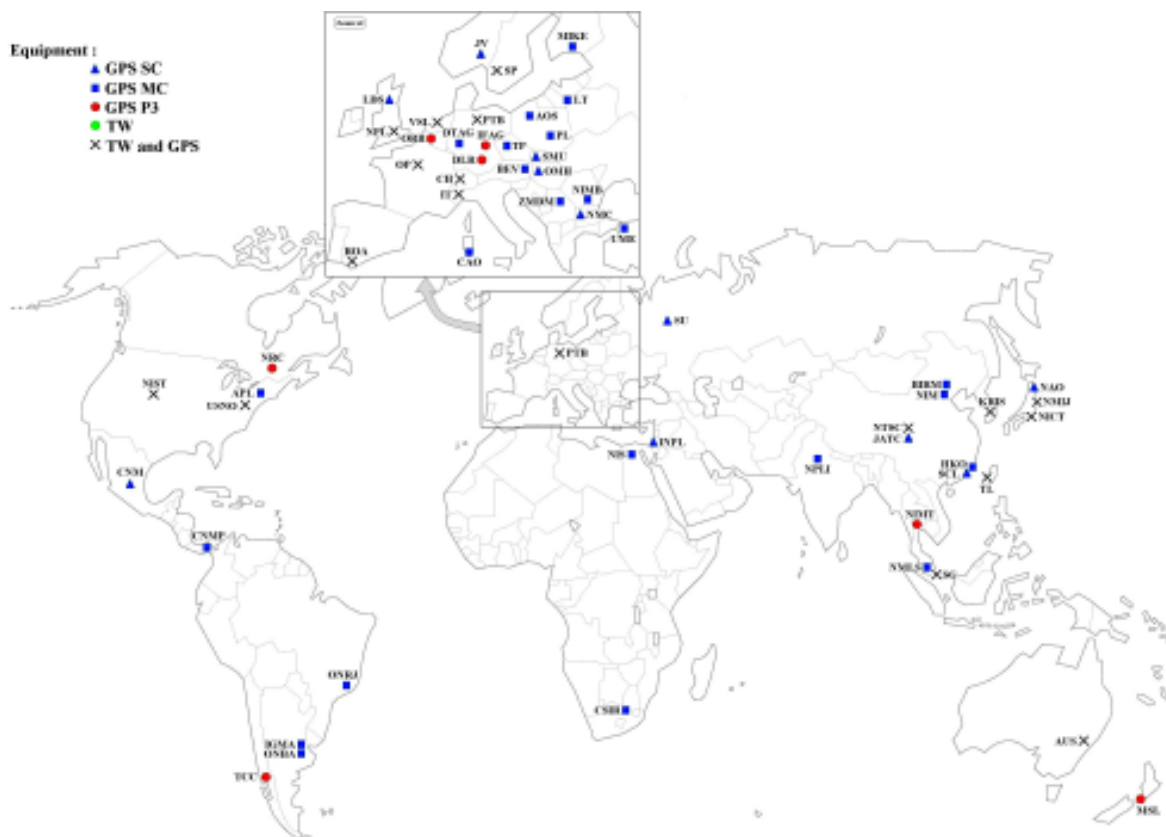 Equipment :
GPS SC
GPS MC
GPS P3
TW
TW and GPS
JV
MIKE
SP
LDS
LT
VSL
PTB
AOS
NPL
ORB
DTAG
IFAG
PL
TP
SMU
OP
DLR
BEV
OMH
CH
IT
NIMB
ZMDM
NMC
UME
ROA
CAO
SU
PTB
NRC
NIST
APL
USNO
BIRM
NIM
NAO
KRIS
NMIJ
NICT
NTSC
JATC
INPL
NIS
NPLI
HKO
SCL
TL
CNM
CNMP
NMLS
SG
ONRJ
CSIR
IGMA
ONBA
AUS
TCC
MSL